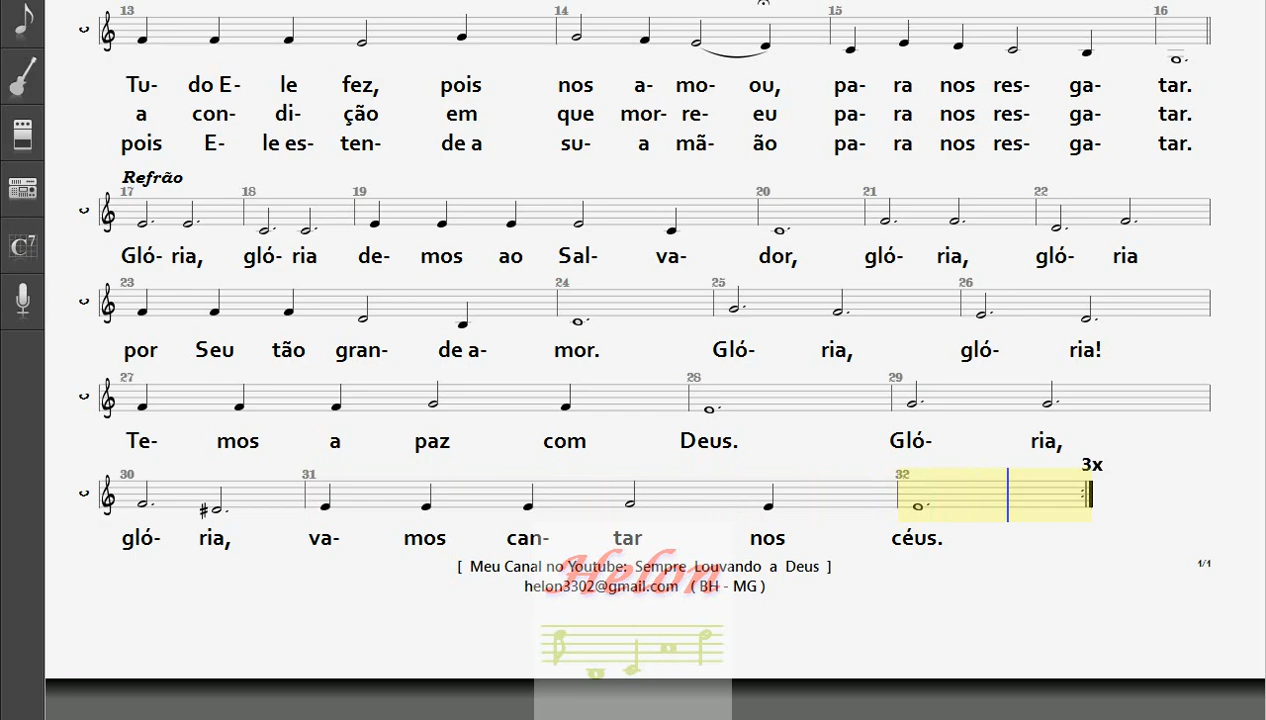 13 14 15 16
Tu- do E- le fez, pois nos a- mo- ou, pa- ra nos res- ga- tar.
a con- di- ção em que mor- re- eu pa- ra nos res- ga- tar.
pois E- le es- ten- de a su- a mã- ão pa- ra nos res- ga- tar.
Refrão
17 18 19 20 21 22
Gló- ria, gló- ria de- mos ao Sal- va- dor, gló- ria, gló- ria
23 24 25 26
por Seu tão gran- de a- mor. Gló- ria, gló- ria!
27 28 29
Te- mos a paz com Deus. Gló- ria,
3x
30 31 32
gló- ria, va- mos can- tar nos céus.
[ Meu Canal no Youtube: Sempre Louvando a Deus ] 1/1
helon3302@gmail.com ( BH - MG )
Helon
C7